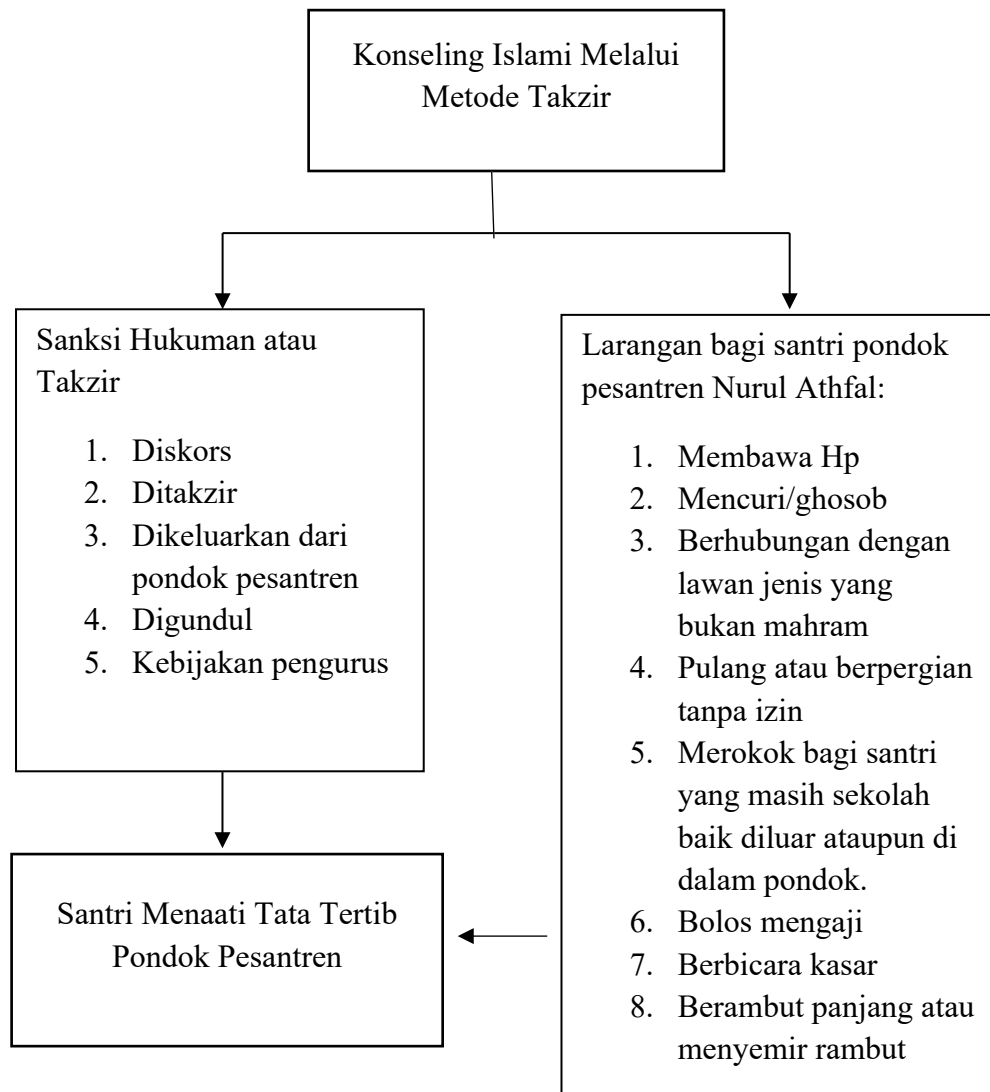 Konseling Islami Melalui
Metode Takzir
Sanksi Hukuman atau
Takzir
1. Diskors
2. Ditakzir
3. Dikeluarkan dari
pondok pesantren
4. Digundul
5. Kebijakan pengurus
Larangan bagi santri pondok
pesantren Nurul Athfal:
1. Membawa Hp
2. Mencuri/ghosob
3. Berhubungan dengan
lawan jenis yang
bukan mahram
4. Pulang atau berpergian
tanpa izin
5. Merokok bagi santri
yang masih sekolah
baik diluar ataupun di
dalam pondok.
6. Bolos mengaji
7. Berbicara kasar
8. Berambut panjang atau
menyemir rambut
Santri Menaati Tata Tertib
Pondok Pesantren